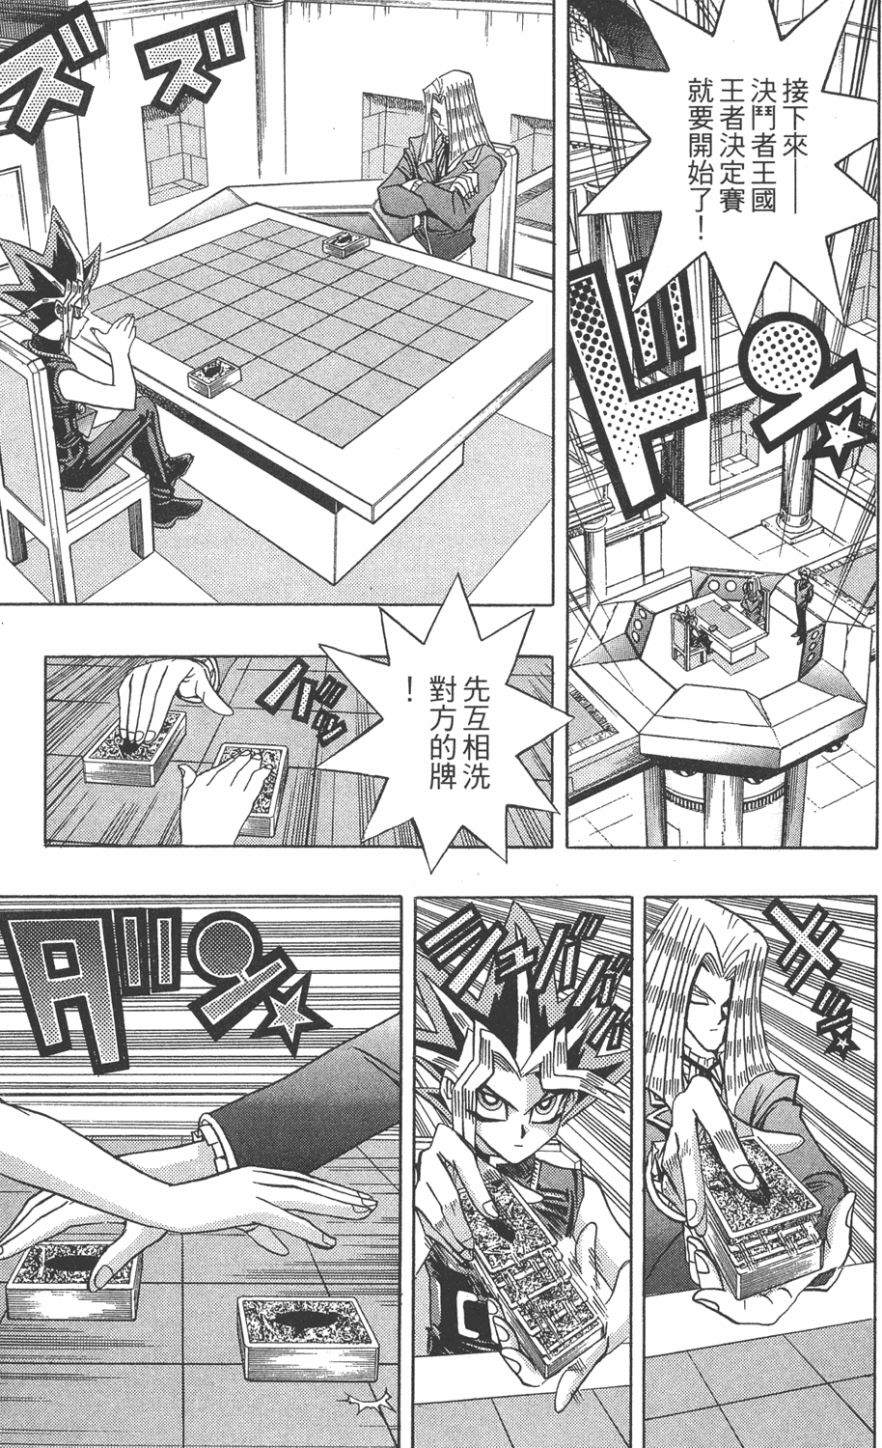 接下來——
決鬥者王國
王者決定賽
就要開始了！
ドン
ズズ
先互相洗
對方的牌
！
バッ
メッ
シュバババ
ダン